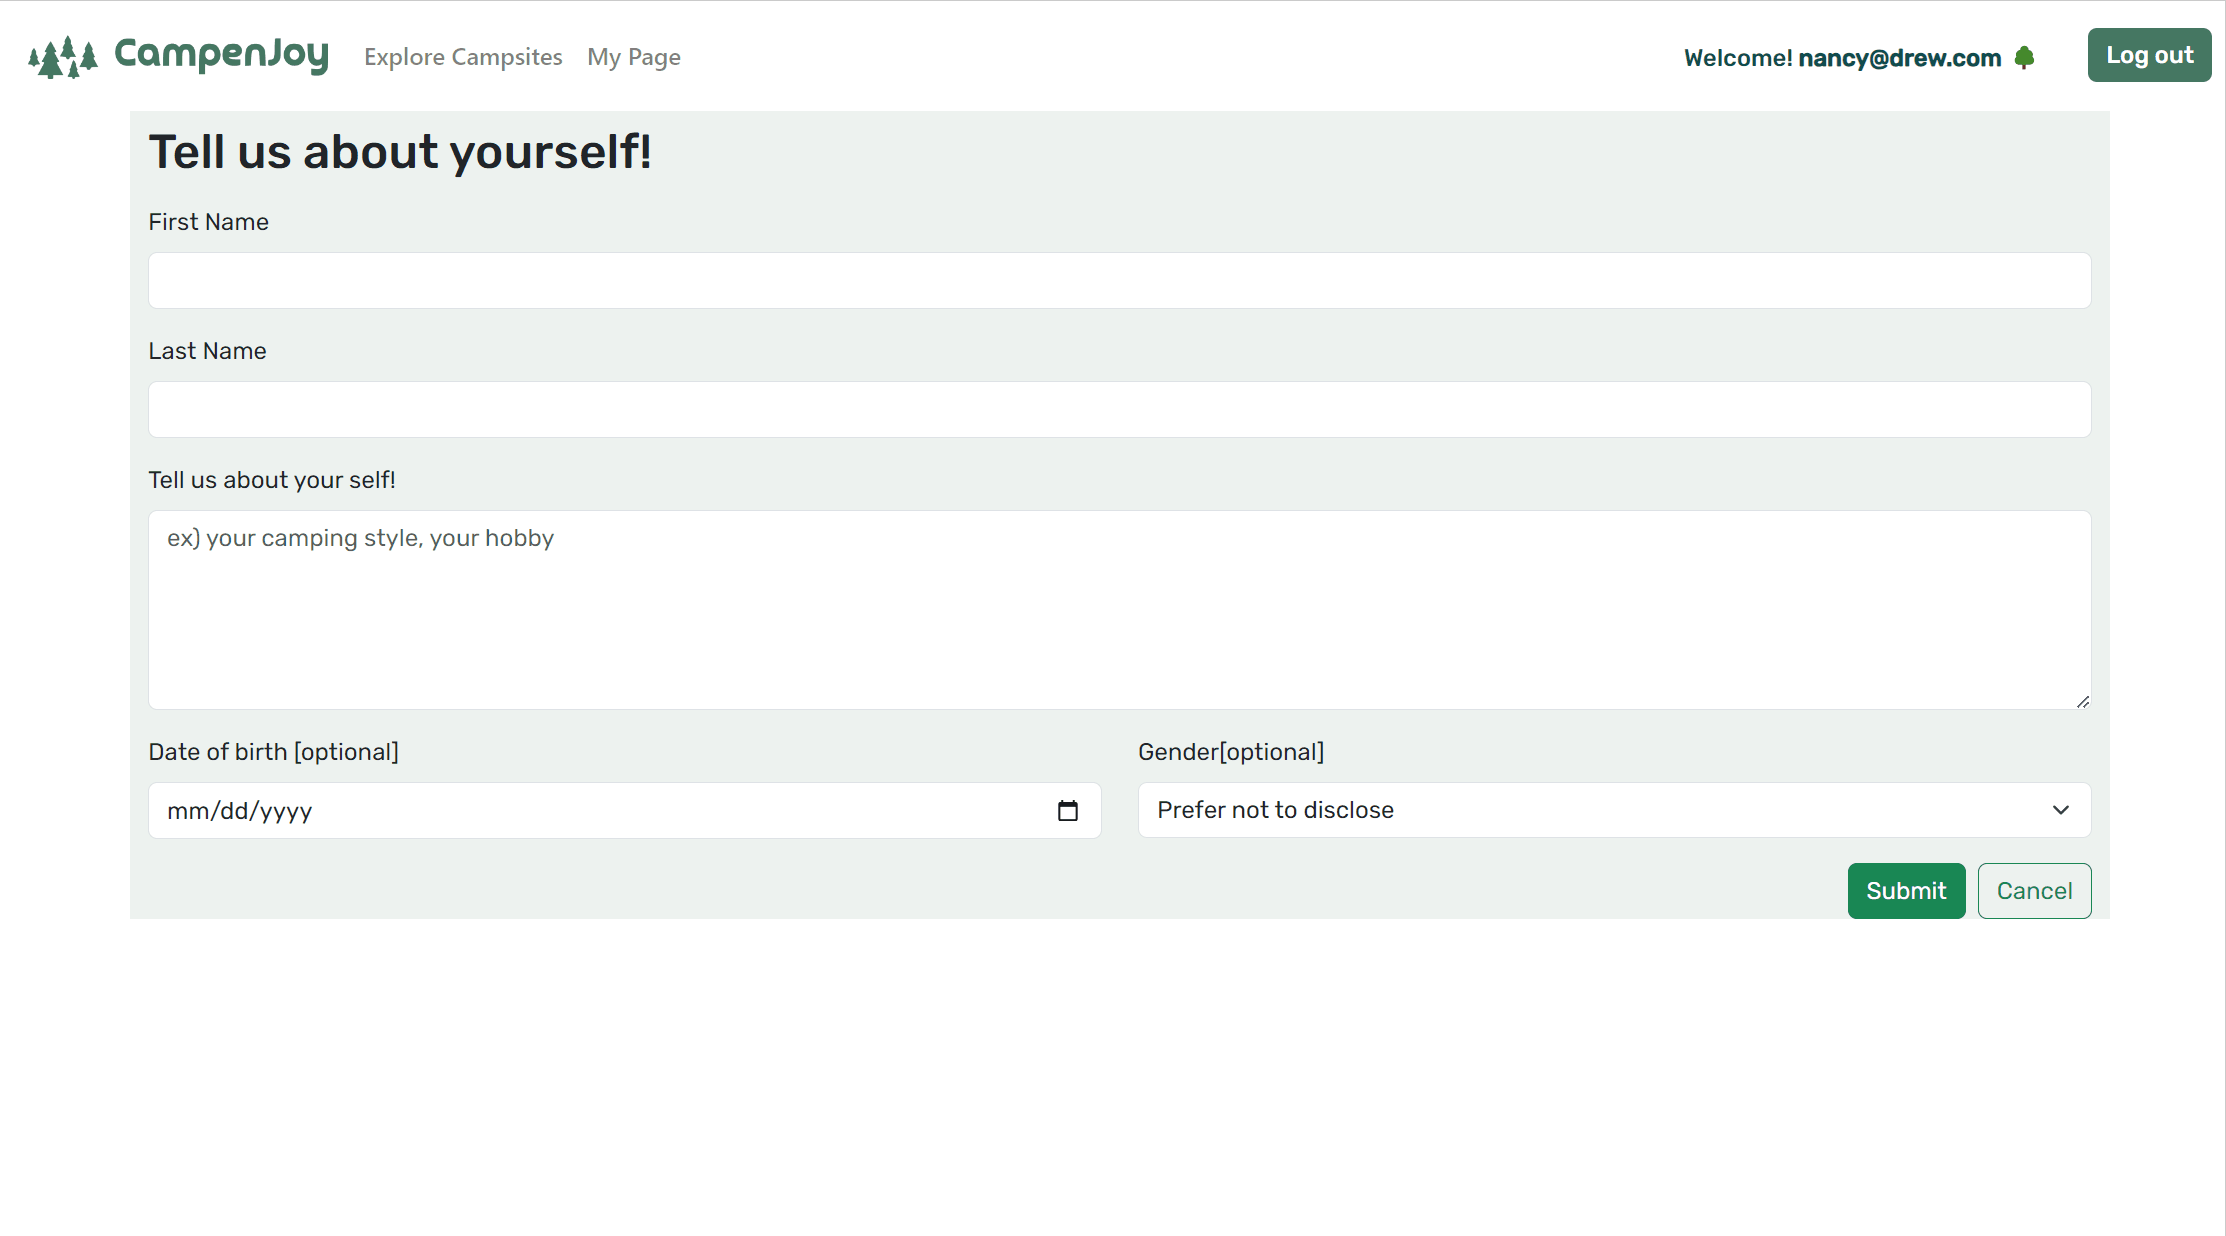 CampenJoy Explore Campsites My Page Welcome! nancy@drew.com Log out
Tell us about yourself!
First Name
Last Name
Tell us about your self!
ex) your camping style, your hobby
Date of birth [optional] Gender[optional]
mm/dd/yyyy Prefer not to disclose
Submit Cancel